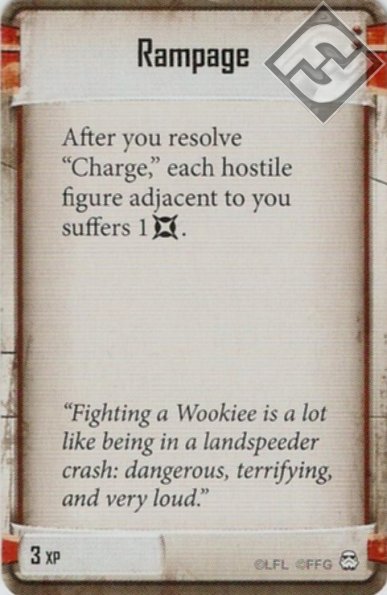 Rampage
After you resolve
“Charge,” each hostile
figure adjacent to you
suffers 1 .
“Fighting a Wookiee is a lot
like being in a landspeeder
crash: dangerous, terrifying,
and very loud.”
3 XP
©LFL ©FFG